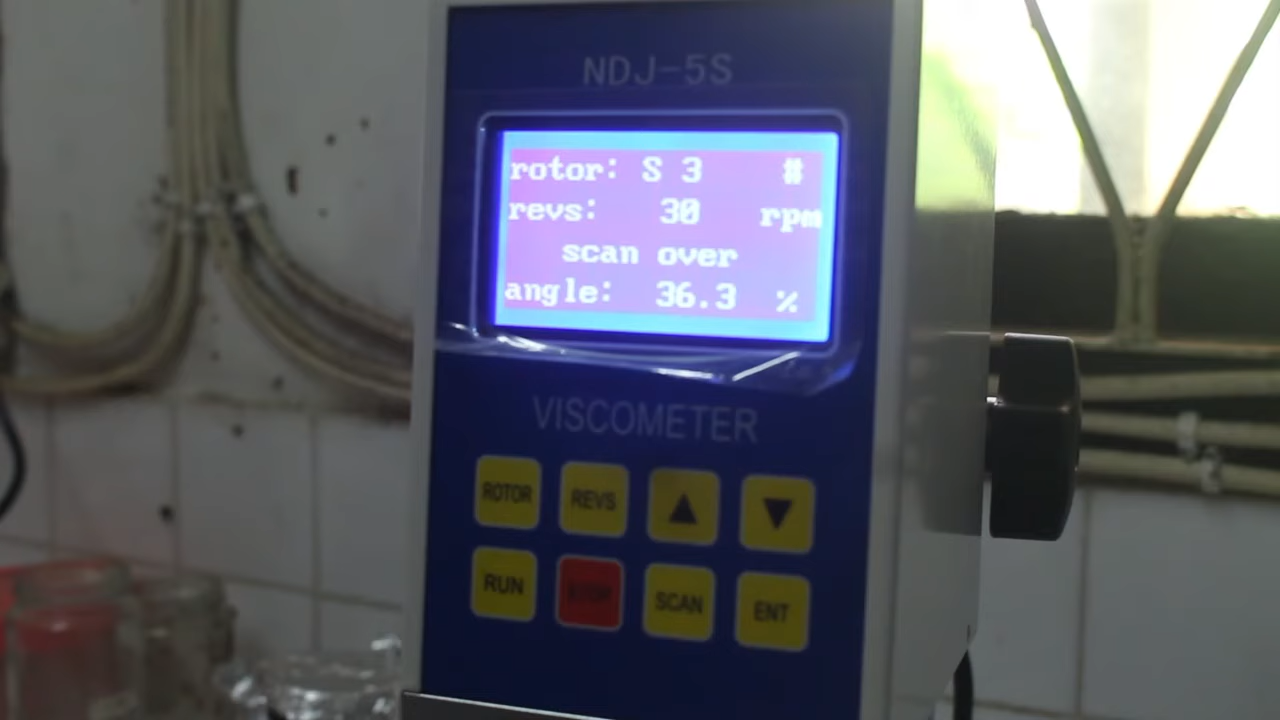 NDJ-5S
rotor: S 3 #
revs: 30 rpm
scan over
angle: 36.3 %
VISCOMETER
ROTOR REVS ▲ ▼
RUN STOP SCAN ENT